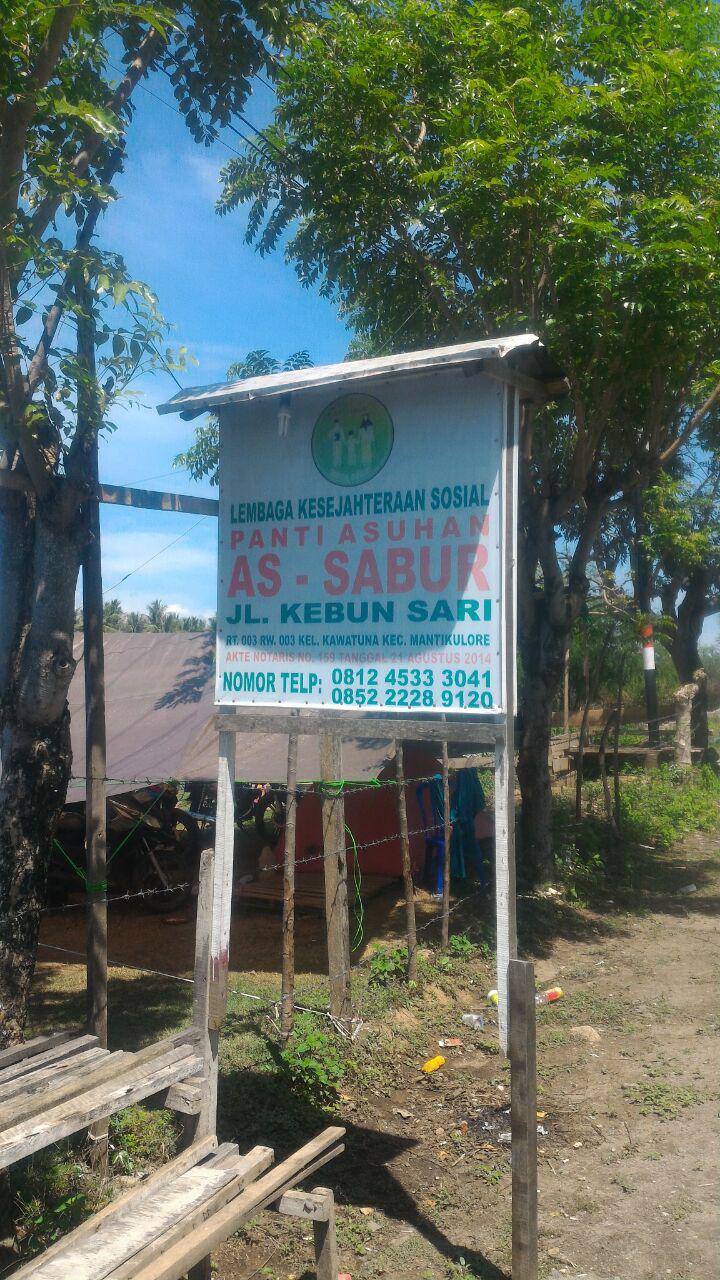 LEMBAGA KESEJAHTERAAN SOSIAL
PANTI ASUHAN
AS - SABUR
JL. KEBUN SARI
RT. 003 RW. 003 KEL. KAWATUNA KEC. MANTIKULORE
AKTE NOTARIS NO. 159 TANGGAL 21 AGUSTUS 2014
NOMOR TELP: 0812 4533 3041
0852 2228 9120